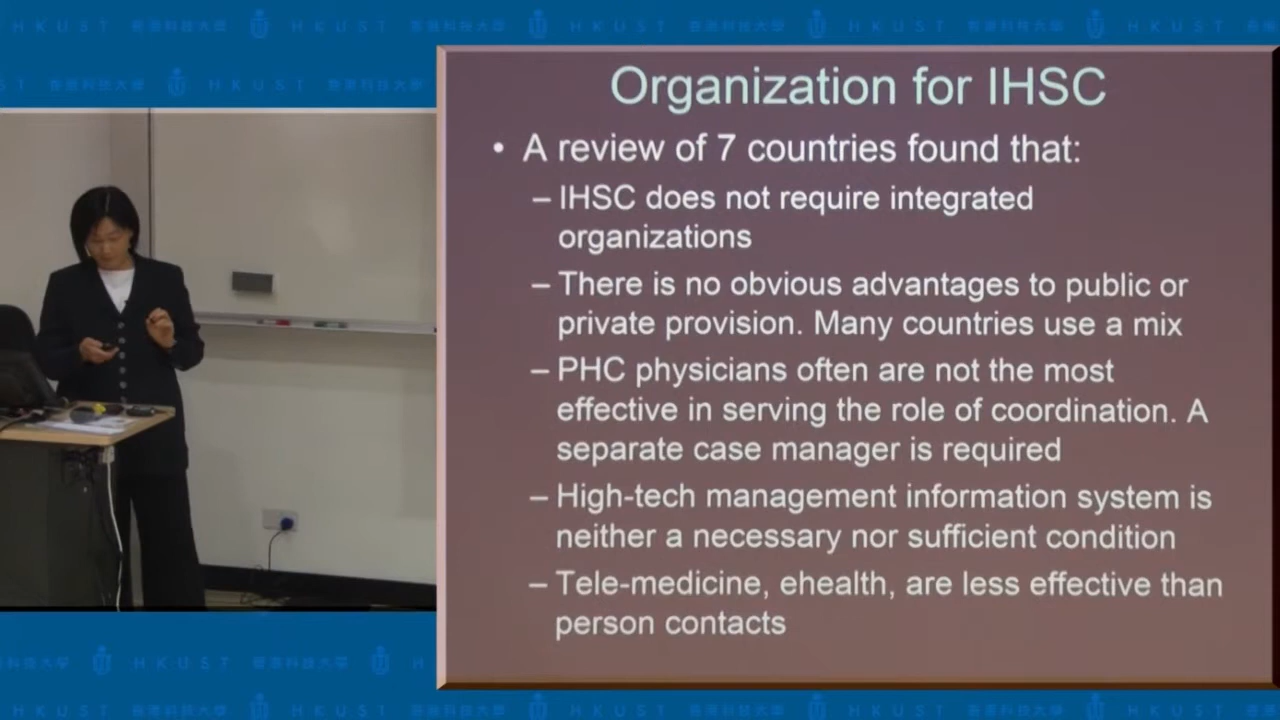 HKUST 香港科技大學 HKUST 香港科技大學 HKUST 香港科技大學 HKUST 香港科技大學 HKUST
香港科技大學 HKUST 香港科技大學
Organization for IHSC
• A review of 7 countries found that:
– IHSC does not require integrated
organizations
– There is no obvious advantages to public or
private provision. Many countries use a mix
– PHC physicians often are not the most
effective in serving the role of coordination. A
separate case manager is required
– High-tech management information system is
neither a necessary nor sufficient condition
– Tele-medicine, ehealth, are less effective than
person contacts
HKUST 香港科技大學
香港科技大學 HKUST 香港科技大學 HKUST 香港科技大學 HKUST 香港科技大學 HKUST